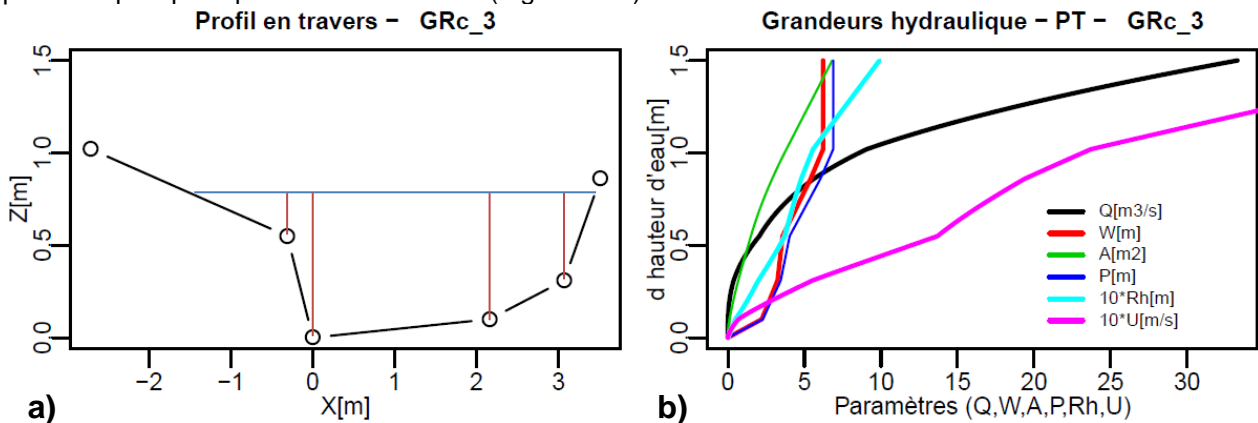 Profil en travers − GRc_3
Z[m]
1.5
1.0
0.5
0.0
−2
−1
0
1
2
3
X[m]
a)
Grandeurs hydraulique − PT − GRc_3
d hauteur d'eau[m]
1.5
1.0
0.5
0.0
Q[m3/s]
W[m]
A[m2]
P[m]
10*Rh[m]
10*U[m/s]
0
5
10
15
20
25
30
Paramètres (Q,W,A,P,Rh,U)
b)